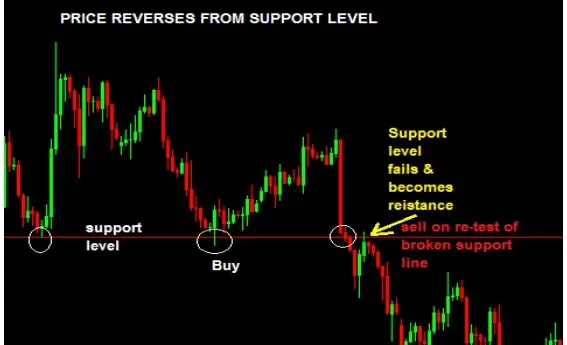 PRICE REVERSES FROM SUPPORT LEVEL
Support
level
fails &
becomes
reistance
support
level
sell on re-test of
broken support
line
Buy